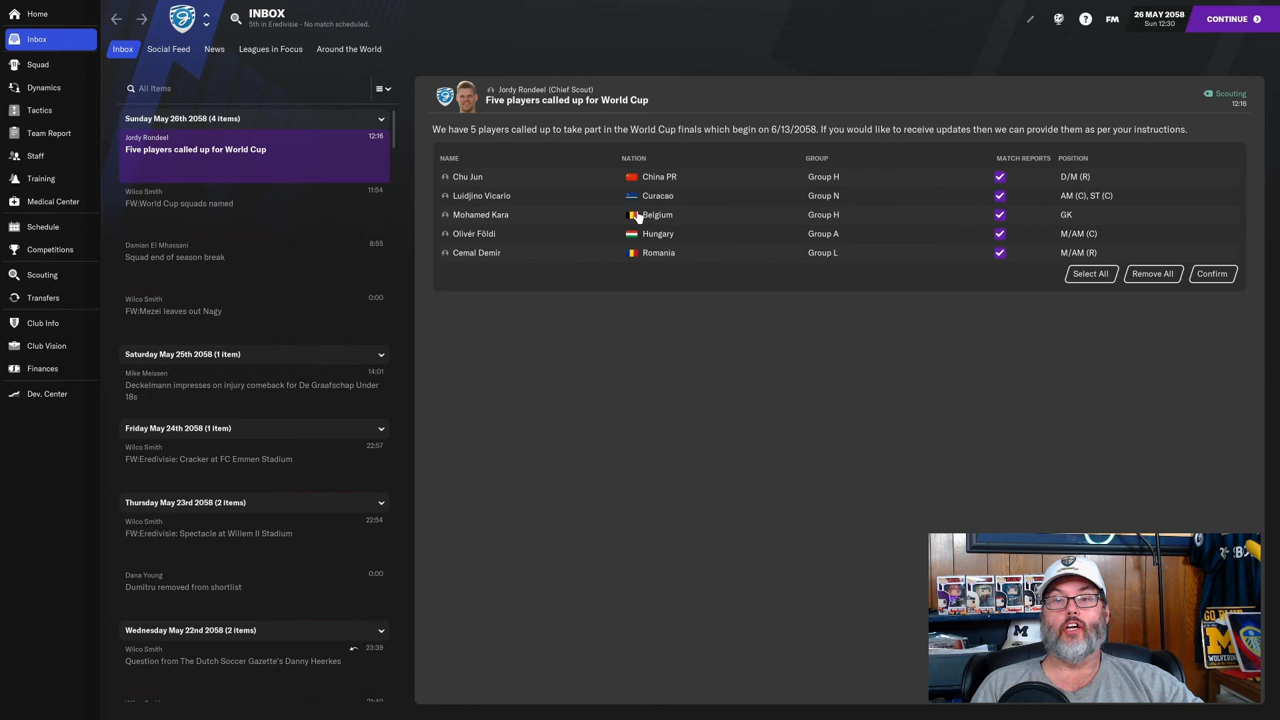 Home
Inbox
Squad
Dynamics
Tactics
Team Report
Staff
Training
Medical Center
Schedule
Competitions
Scouting
Transfers
Club Info
Club Vision
Finances
Dev. Center
INBOX
5th in Eredivisie - No match scheduled.
FM
26 MAY 2058
Sun 12:30
CONTINUE
Inbox
Social Feed
News
Leagues in Focus
Around the World
All Items
Sunday May 26th 2058 (4 items)
Jordy Rondeel
12:16
Five players called up for World Cup
Wilco Smith
11:54
FW:World Cup squads named
Damian El Mhassani
8:55
Squad end of season break
Wilco Smith
0:00
FW:Mezei leaves out Nagy
Saturday May 25th 2058 (1 item)
Mike Meissen
14:01
Deckelmann impresses on injury comeback for De Graafschap Under
18s
Friday May 24th 2058 (1 item)
Wilco Smith
22:57
FW:Eredivisie: Cracker at FC Emmen Stadium
Thursday May 23rd 2058 (2 items)
Wilco Smith
22:54
FW:Eredivisie: Spectacle at Willem II Stadium
Dana Young
0:00
Dumitru removed from shortlist
Wednesday May 22nd 2058 (2 items)
Wilco Smith
23:39
Question from The Dutch Soccer Gazette's Danny Heerkes
Jordy Rondeel (Chief Scout)
Five players called up for World Cup
Scouting
12:16
We have 5 players called up to take part in the World Cup finals which begin on 6/13/2058. If you would like to receive updates then we can provide them as per your instructions.
NAME NATION GROUP MATCH REPORTS POSITION
Chu Jun China PR Group H D/M (R)
Luidjino Vicario Curacao Group N AM (C), ST (C)
Mohamed Kara Belgium Group H GK
Olivér Földi Hungary Group A M/AM (C)
Cemal Demir Romania Group L M/AM (R)
Select All
Remove All
Confirm
M
GO BLUE
M